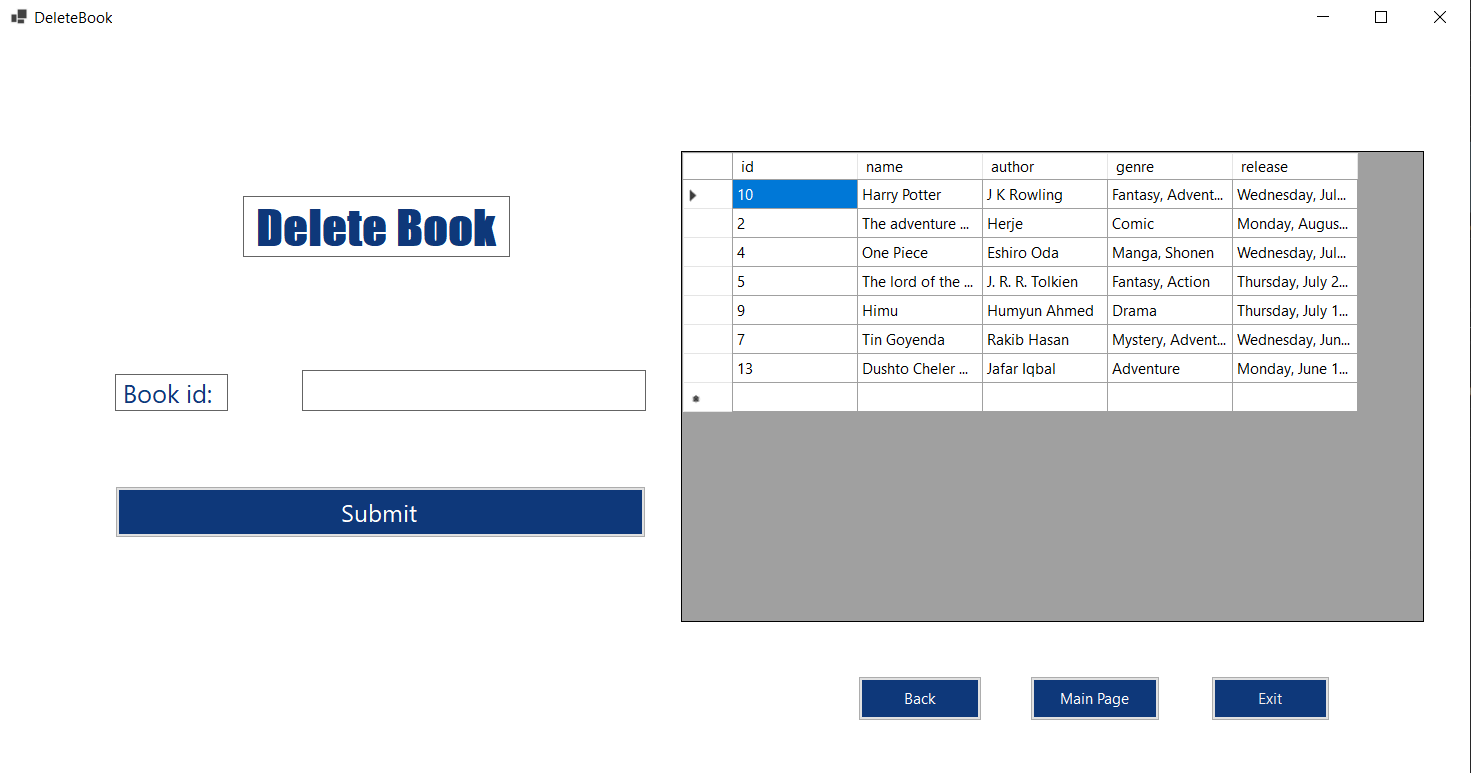 DeleteBook
Delete Book
Book id:
Submit
id name author genre release
10 Harry Potter J K Rowling Fantasy, Advent... Wednesday, Jul...
2 The adventure ... Herje Comic Monday, Augus...
4 One Piece Eshiro Oda Manga, Shonen Wednesday, Jul...
5 The lord of the ... J. R. R. Tolkien Fantasy, Action Thursday, July 2...
9 Himu Humyun Ahmed Drama Thursday, July 1...
7 Tin Goyenda Rakib Hasan Mystery, Advent... Wednesday, Jun...
13 Dushto Cheler ... Jafar Iqbal Adventure Monday, June 1...
Back Main Page Exit